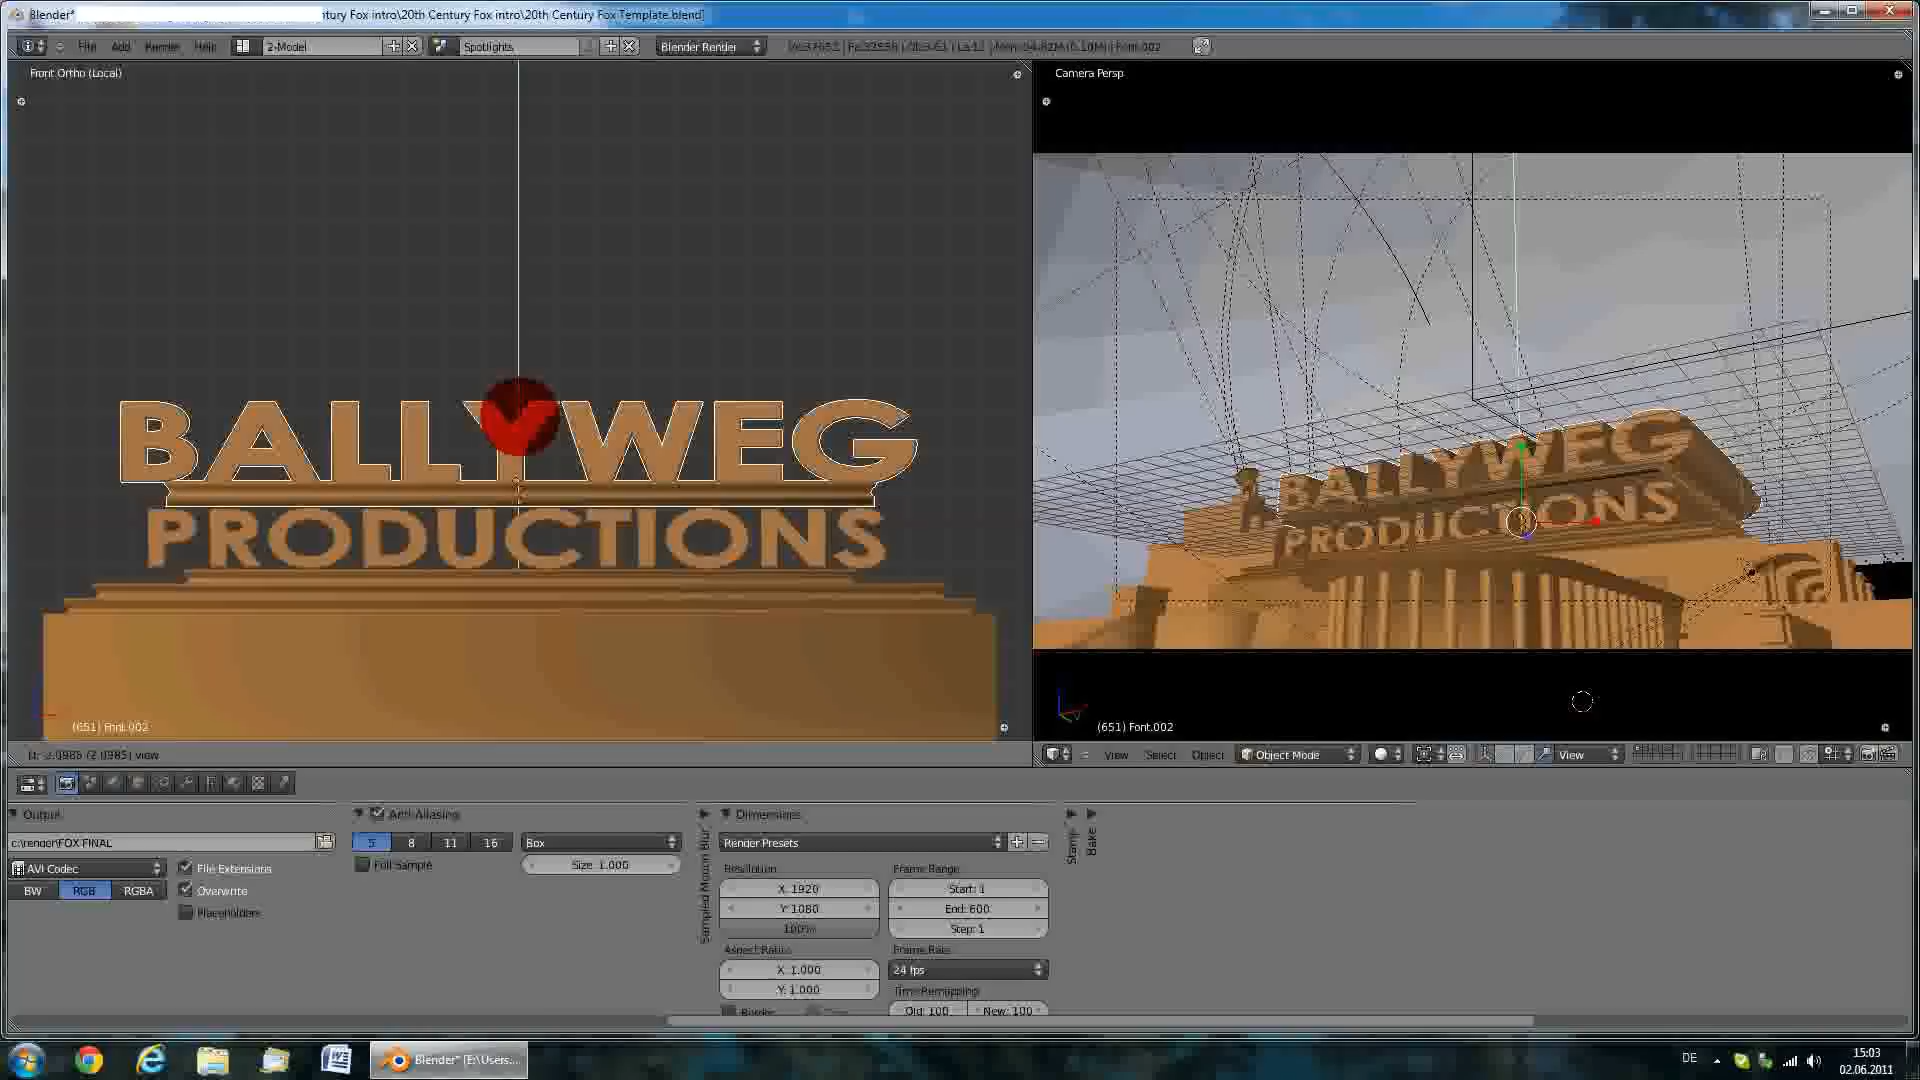 Blender* tury Fox intro\20th Century Fox intro\20th Century Fox Template.blend]
File Add Render Help 2-Model Spotlights Blender Render
Front Ortho (Local)
Camera Persp
BALLYWEG
PRODUCTIONS
BALLYWEG
PRODUCTIONS
(651) Font.002
(651) Font.002
view
View Select Object Object Mode View
Output
c:\render\FOX FINAL
AVI Codec
BW RGB RGBA
File Extensions
Overwrite
Placeholders
Anti-Aliasing
5 8 11 16
Full Sample
Box
Size: 1.000
Sampled Motion Blur
Dimensions
Render Presets
Resolution
X: 1920
Y: 1080
100%
Aspect Ratio
X: 1.000
Y: 1.000
Border
Frame Range
Start: 1
End: 600
Step: 1
Frame Rate
24 fps
Time Remapping
Old: 100 New: 100
Stamp
Bake
Blender* [E:\Users....
DE
15:03
02.06.2011